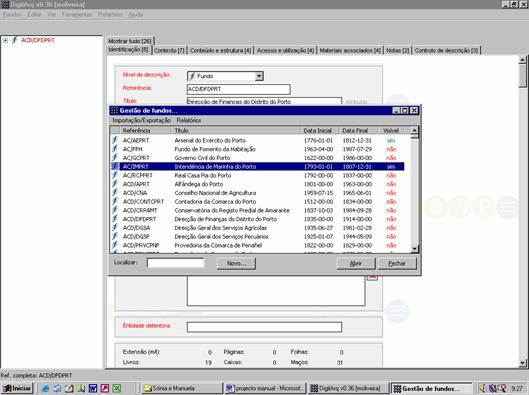 DigitArq v0.36 [moliveira]
Fundos Editar Ver Ferramentas Relatórios Ajuda
ACD/DFDPRT
Mostrar tudo [26]
Identificação [8] Contexto [7] Conteúdo e estrutura [4] Acesso e utilização [4] Materiais associados [4] Notas [2] Controlo de descrição [3]
Nível de descrição: Fundo
Referência: ACD/DFDPRT
Título: Direcção de Finanças do Distrito do Porto Atribuído
Gestão de fundos...
Importação/Exportação Relatórios
Referência Título Data Inicial Data Final Visível
AC/AEPRT Arsenal do Exército do Porto 1776-01-01 1812-12-31 sim
AC/FFH Fundo de Fomento da Habitação 1963-04-00 1987-07-29 não
AC/GCPRT Governo Civil do Porto 1622-00-00 1986-00-00 não
AC/IMPRT Intendência de Marinha do Porto 1793-01-01 1807-12-31 sim
AC/RCPPRT Real Casa Pia do Porto 1792-00-00 1837-00-00 não
ACD/APRT Alfândega do Porto 1801-00-00 1963-00-00 não
ACD/CNA Conselho Nacional de Agricultura 1959-07-15 1965-06-01 não
ACD/CONTCPRT Contadoria da Comarca do Porto 1712-00-00 1834-00-00 não
ACD/CRPAMT Conservatória do Registo Predial de Amarante 1837-10-03 1984-09-28 não
ACD/DFDPRT Direcção de Finanças do Distrito do Porto 1835-00-00 1914-00-00 não
ACD/DGSA Direcção Geral dos Serviços Agrícolas 1935-06-27 1981-02-28 não
ACD/DGSP Direcção Geral dos Serviços Pecuários 1925-01-07 1944-05-09 não
ACD/PRVCPNF Provedoria da Comarca de Penafiel 1822-00-00 1829-00-00 não
Localizar: Novo... Abrir Fechar
Entidade detentora:
Extensão (ml): 0 Páginas: 0 Folhas: 0
Livros: 19 Caixas: 0 Maços: 31
Ref. completa: ACD/DFDPRT
Iniciar Sónia e Manuela projecto manual - Microsof... DigitArq v0.36 [moliveira] Gestão de fundos... 9:27